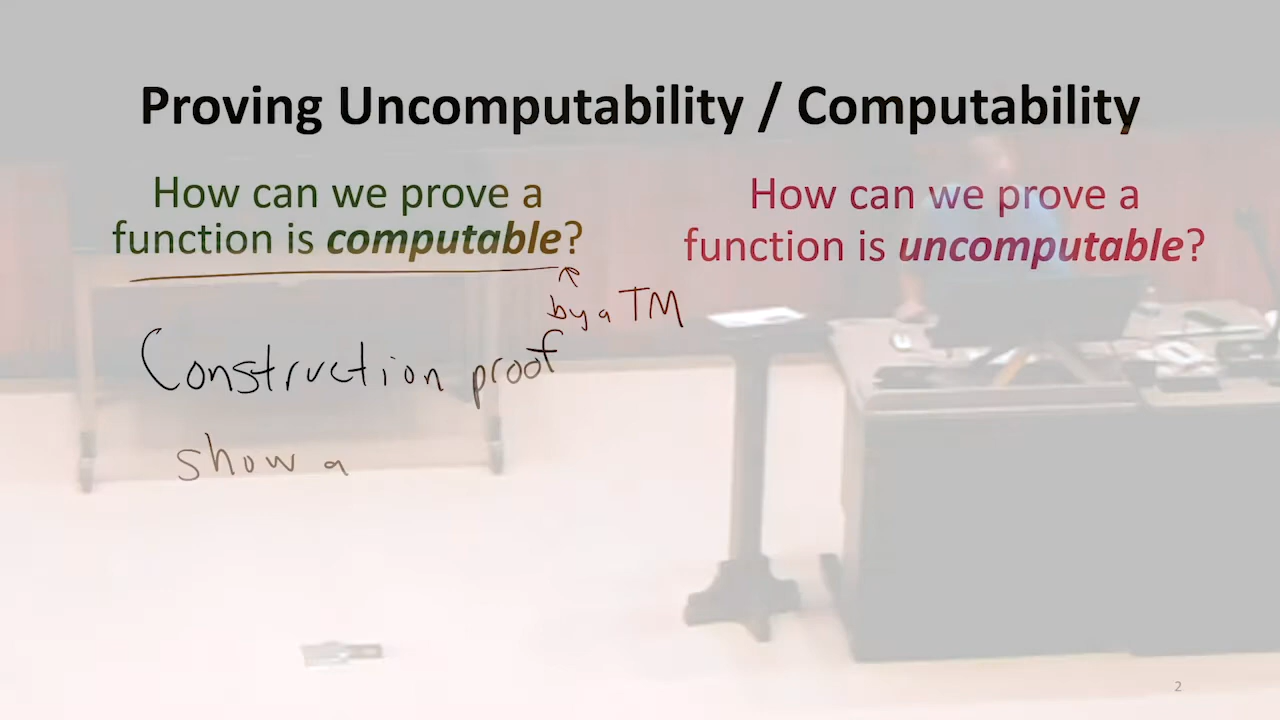 Proving Uncomputability / Computability
How can we prove a
function is computable?
by a TM
Construction proof
show a
How can we prove a
function is uncomputable?
2